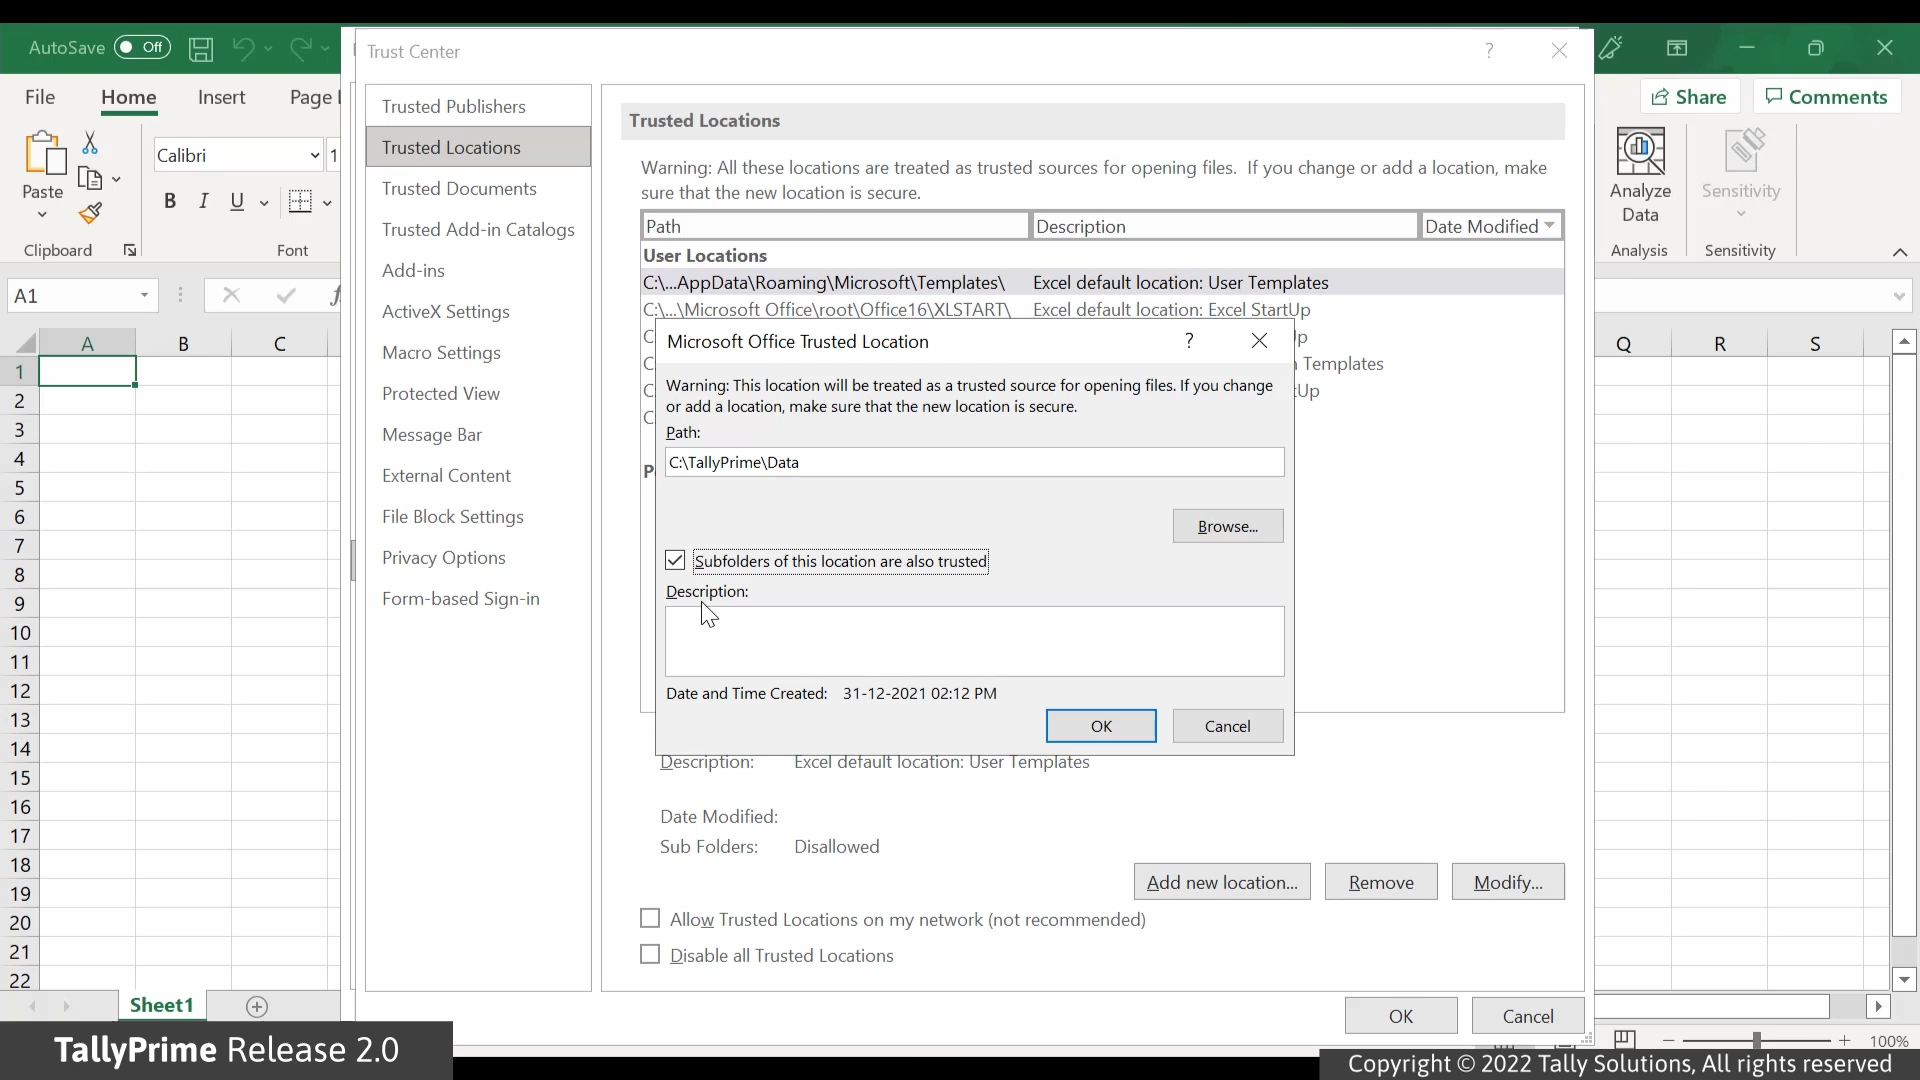 AutoSave Off
Trust Center ?
File Home Insert Page
Share Comments
Paste
Calibri 1
B I U
Clipboard Font
Analyze Data
Analysis
Sensitivity
Sensitivity
A1
A B C Q R S
1
2
3
4
5
6
7
8
9
10
11
12
13
14
15
16
17
18
19
20
21
22
Sheet1
100%
Trusted Publishers
Trusted Locations
Trusted Documents
Trusted Add-in Catalogs
Add-ins
ActiveX Settings
Macro Settings
Protected View
Message Bar
External Content
File Block Settings
Privacy Options
Form-based Sign-in
Trusted Locations
Warning: All these locations are treated as trusted sources for opening files. If you change or add a location, make
sure that the new location is secure.
Path Description Date Modified
User Locations
C:\...AppData\Roaming\Microsoft\Templates\ Excel default location: User Templates
C:\...\Microsoft Office\root\Office16\XLSTART\ Excel default location: Excel StartUp
Templates
Microsoft Office Trusted Location ?
Warning: This location will be treated as a trusted source for opening files. If you change
or add a location, make sure that the new location is secure.
Path:
C:\TallyPrime\Data
Browse...
Subfolders of this location are also trusted
Description:
Date and Time Created: 31-12-2021 02:12 PM
OK Cancel
Description: Excel default location: User Templates
Date Modified:
Sub Folders: Disallowed
Add new location... Remove Modify...
Allow Trusted Locations on my network (not recommended)
Disable all Trusted Locations
OK Cancel
TallyPrime Release 2.0
Copyright © 2022 Tally Solutions, All rights reserved